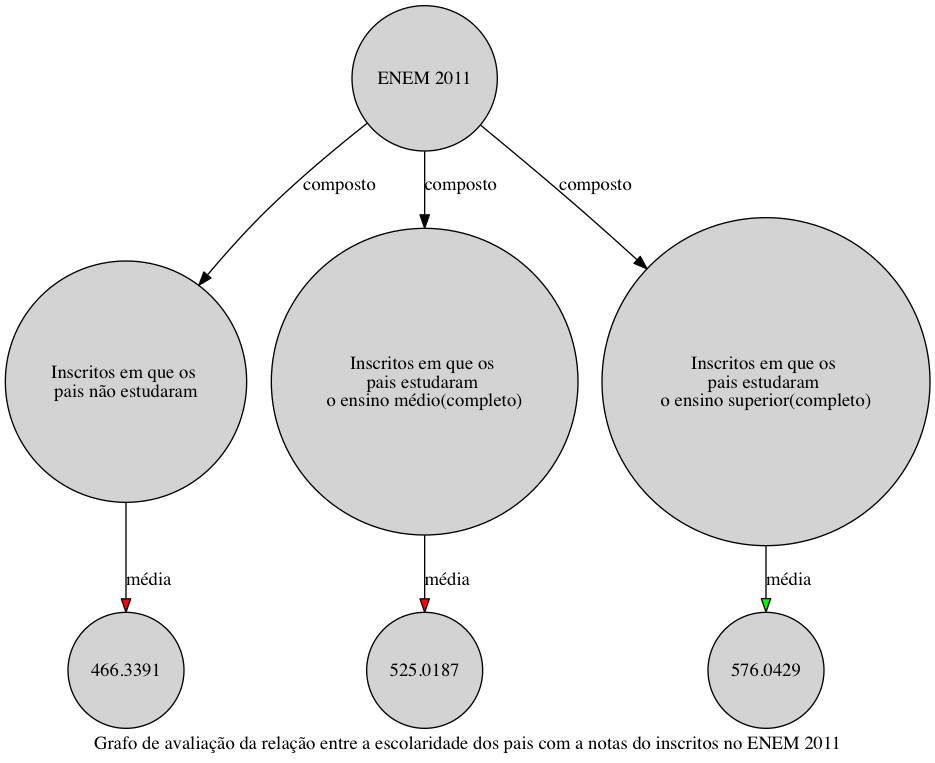 ENEM 2011
composto
composto
composto
Inscritos em que os
pais não estudaram
Inscritos em que os
pais estudaram
o ensino médio(completo)
Inscritos em que os
pais estudaram
o ensino superior(completo)
média
média
média
466.3391
525.0187
576.0429
Grafo de avaliação da relação entre a escolaridade dos pais com a notas do inscritos no ENEM 2011